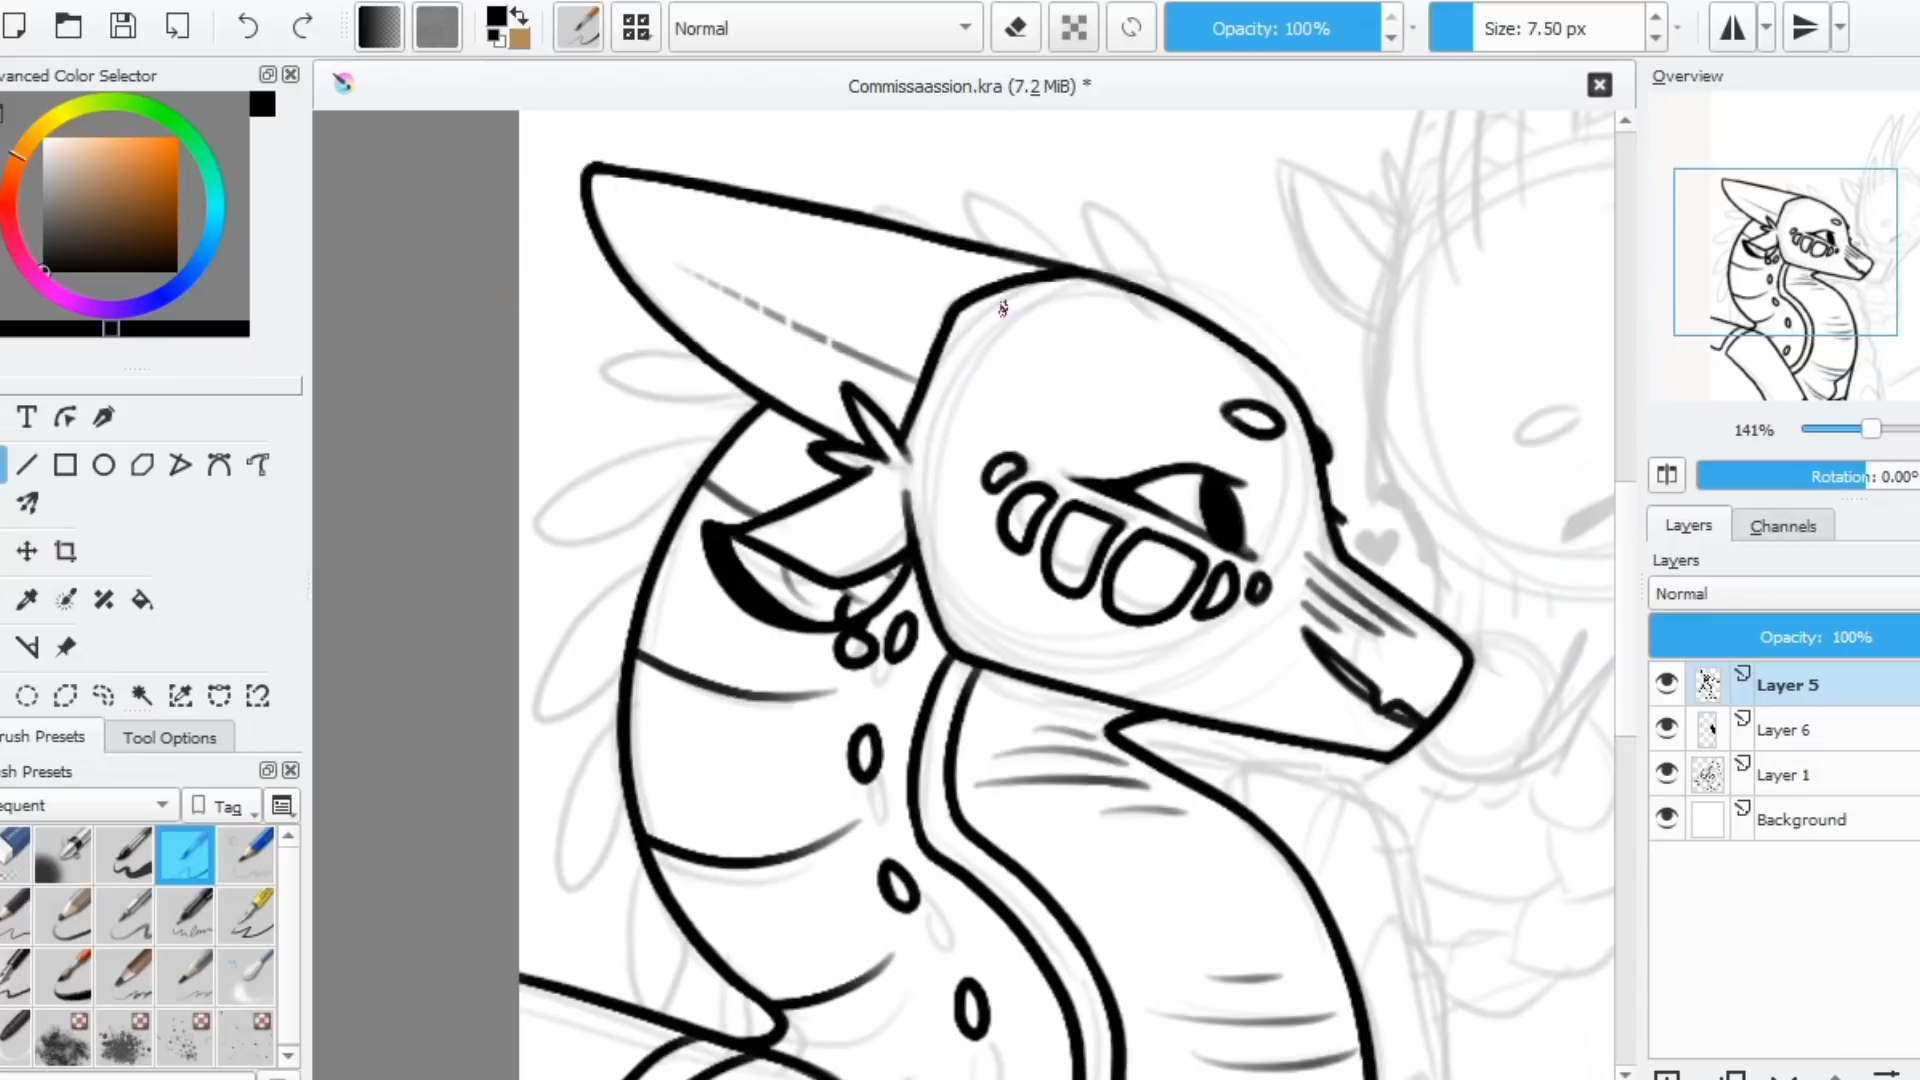 Normal
Opacity: 100%
Size: 7.50 px
vanced Color Selector
Commissaassion.kra (7.2 MiB) *
Overview
141%
Rotation: 0.00°
Layers
Channels
Layers
Normal
Opacity: 100%
Layer 5
Layer 6
Layer 1
Background
rush Presets
Tool Options
sh Presets
equent
Tag